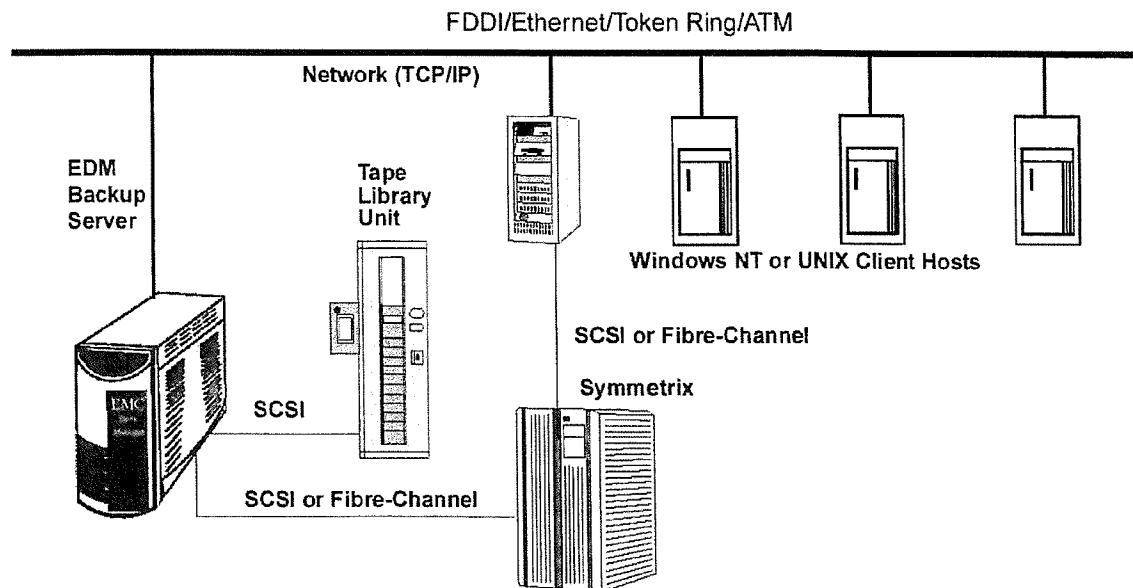 FDDI/Ethernet/Token Ring/ATM
Network (TCP/IP)
EDM
Backup
Server
Tape
Library
Unit
Windows NT or UNIX Client Hosts
SCSI or Fibre-Channel
Symmetrix
EMC
SCSI
SCSI or Fibre-Channel